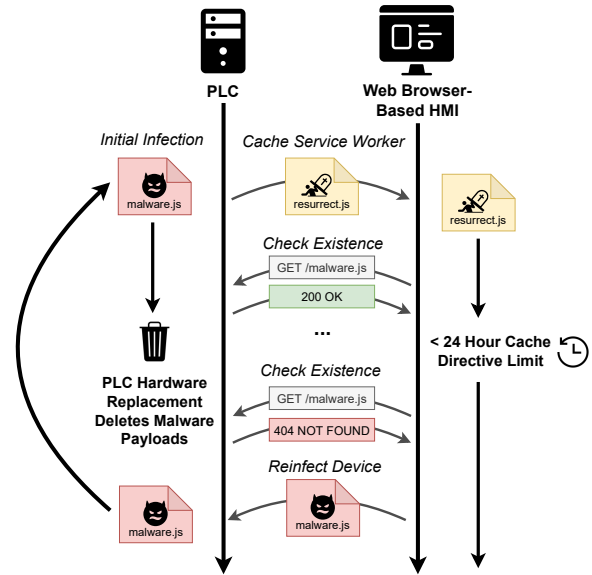 PLC
Web Browser-
Based HMI
Initial Infection
Cache Service Worker
malware.js
resurrect.js
resurrect.js
Check Existence
GET /malware.js
200 OK
...
< 24 Hour Cache
Directive Limit
PLC Hardware
Replacement
Deletes Malware
Payloads
Check Existence
GET /malware.js
404 NOT FOUND
Reinfect Device
malware.js
malware.js